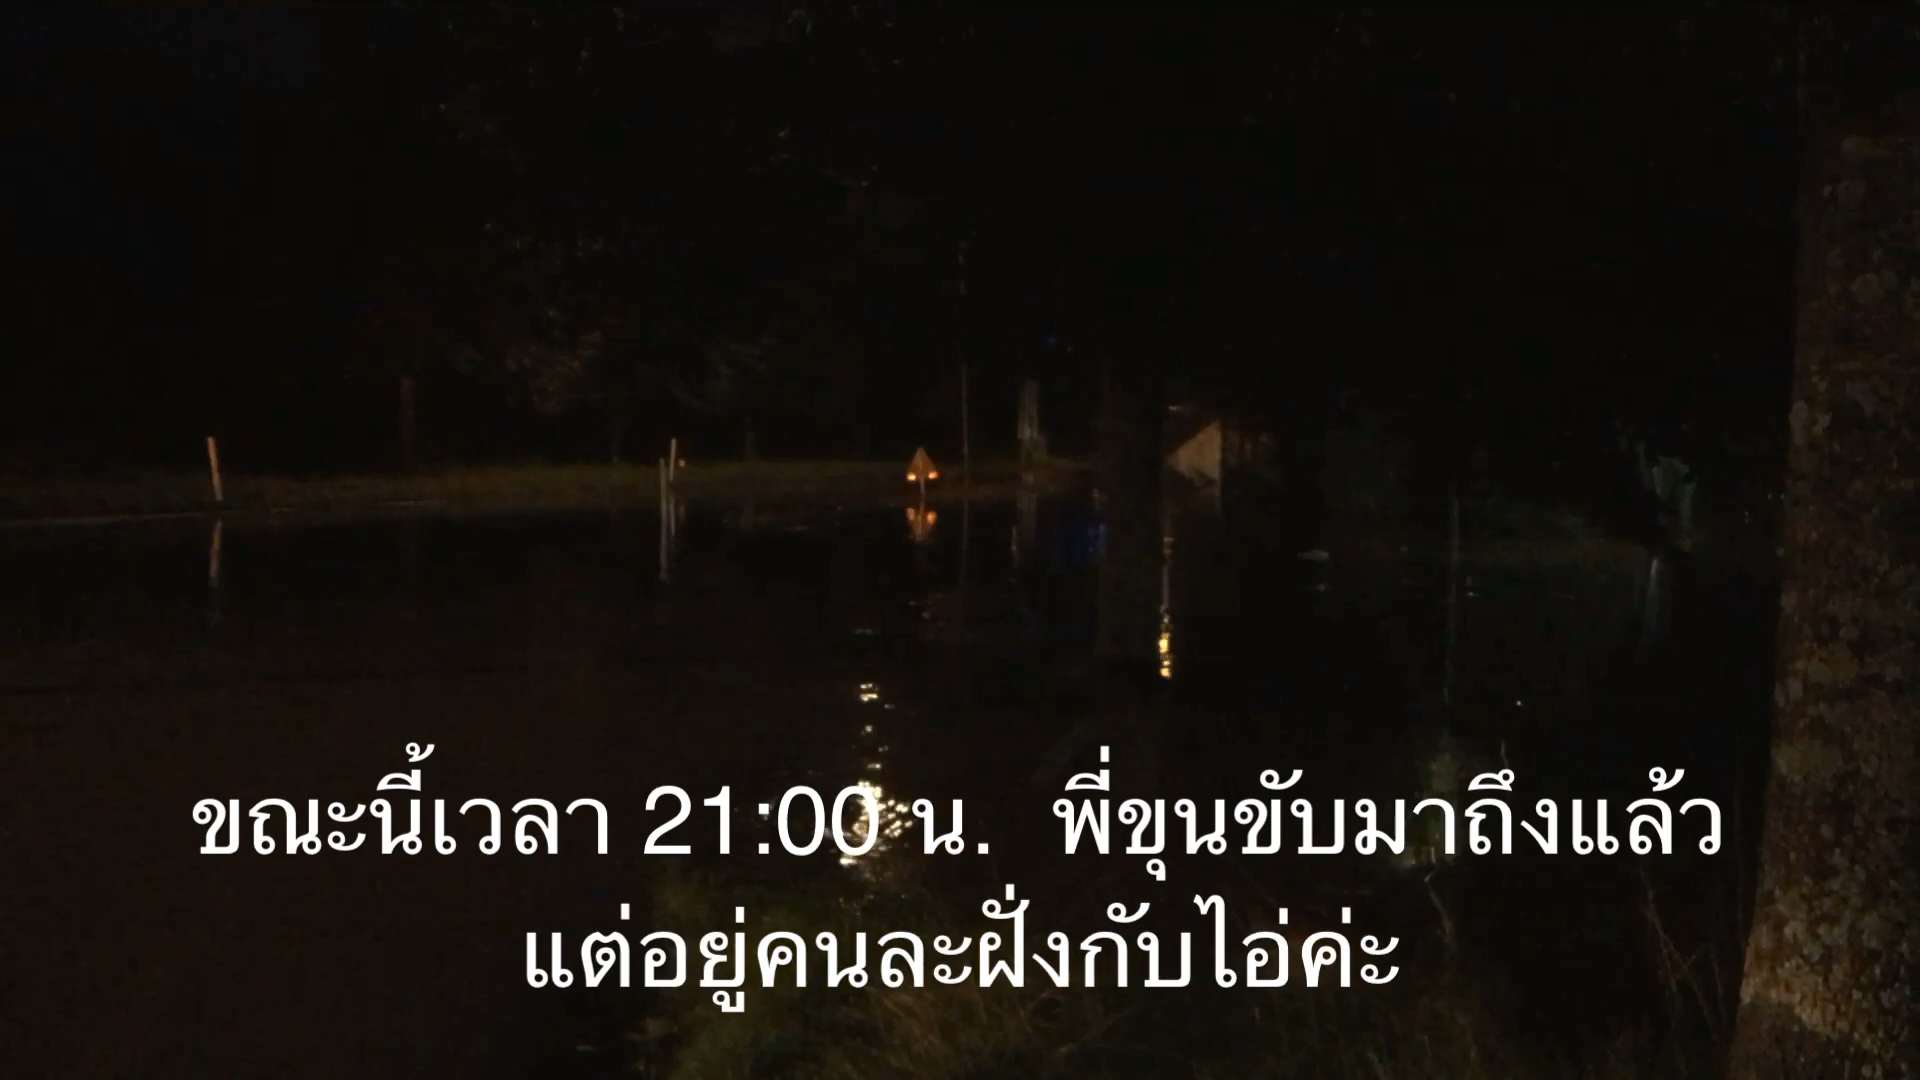 ขณะนี้เวลา 21:00 น.  พี่ขุนขับมาถึงแล้ว
แต่อยู่คนละฝั่งกับไอ่ค่ะ